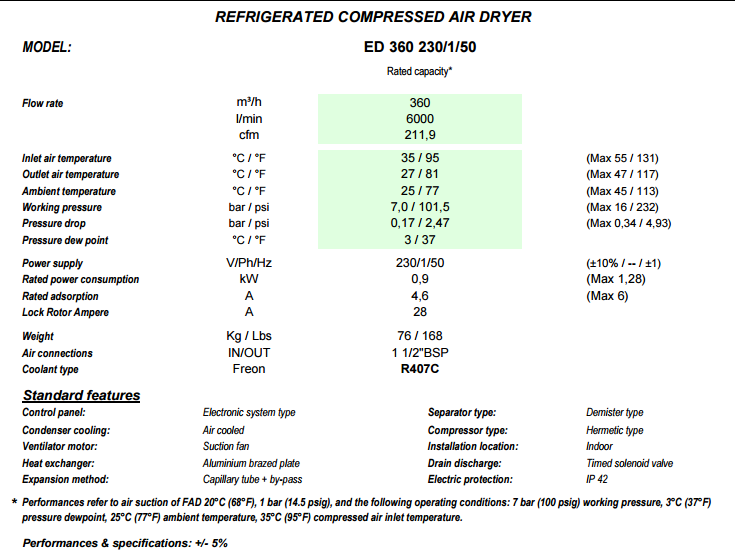 REFRIGERATED COMPRESSED AIR DRYER
MODEL: ED 360 230/1/50
Rated capacity*
Flow rate m³/h 360
l/min 6000
cfm 211,9
Inlet air temperature °C / °F 35 / 95 (Max 55 / 131)
Outlet air temperature °C / °F 27 / 81 (Max 47 / 117)
Ambient temperature °C / °F 25 / 77 (Max 45 / 113)
Working pressure bar / psi 7,0 / 101,5 (Max 16 / 232)
Pressure drop bar / psi 0,17 / 2,47 (Max 0,34 / 4,93)
Pressure dew point °C / °F 3 / 37
Power supply V/Ph/Hz 230/1/50 (±10% / -- / ±1)
Rated power consumption kW 0,9 (Max 1,28)
Rated adsorption A 4,6 (Max 6)
Lock Rotor Ampere A 28
Weight Kg / Lbs 76 / 168
Air connections IN/OUT 1 1/2"BSP
Coolant type Freon R407C
Standard features
Control panel: Electronic system type Separator type: Demister type
Condenser cooling: Air cooled Compressor type: Hermetic type
Ventilator motor: Suction fan Installation location: Indoor
Heat exchanger: Aluminium brazed plate Drain discharge: Timed solenoid valve
Expansion method: Capillary tube + by-pass Electric protection: IP 42
* Performances refer to air suction of FAD 20°C (68°F), 1 bar (14.5 psig), and the following operating conditions: 7 bar (100 psig) working pressure, 3°C (37°F)
pressure dewpoint, 25°C (77°F) ambient temperature, 35°C (95°F) compressed air inlet temperature.
Performances & specifications: +/- 5%